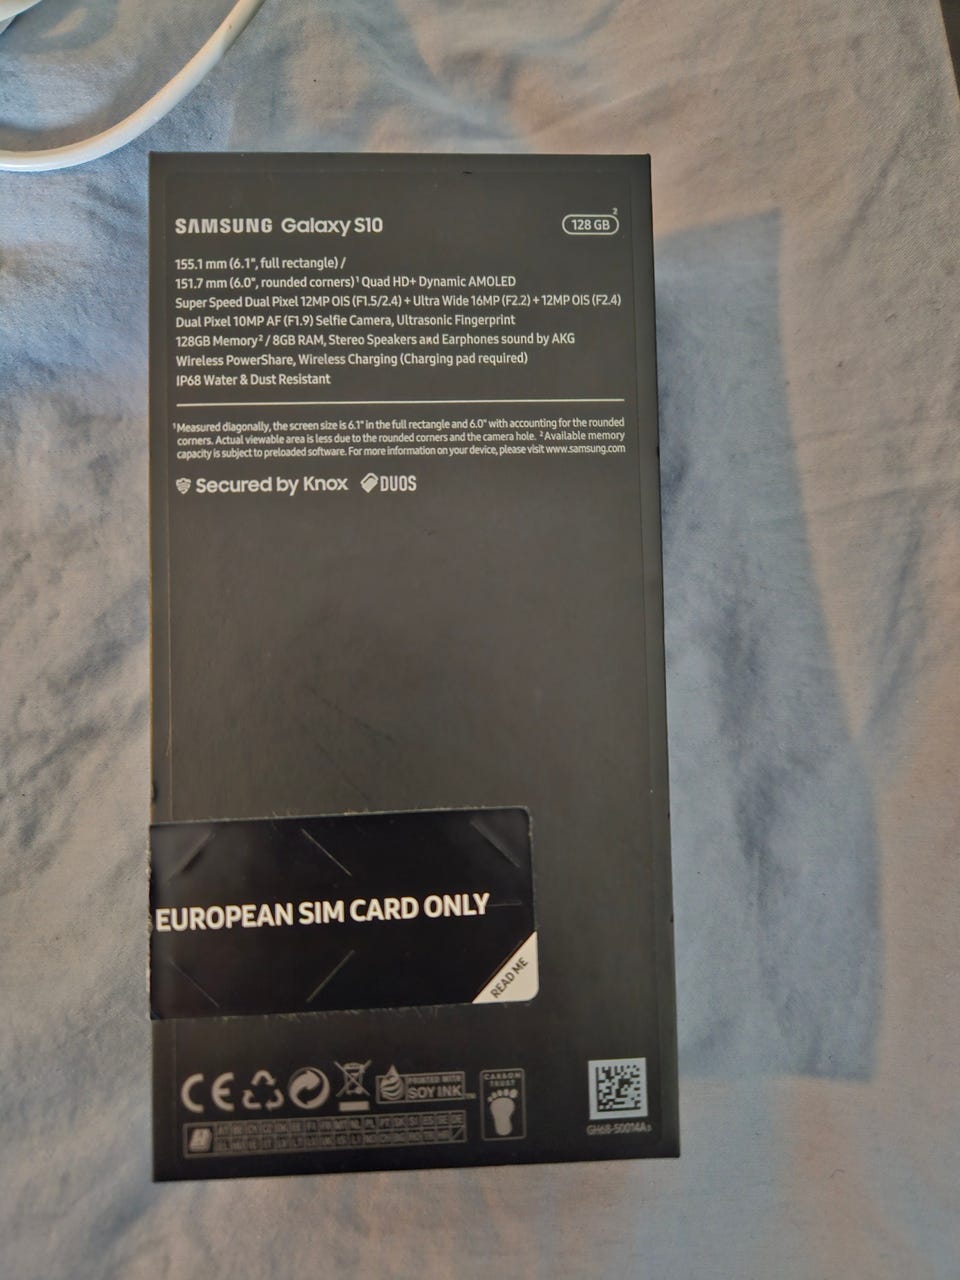 SAMSUNG Galaxy S10
128 GB 2
155.1 mm (6.1", full rectangle) /
151.7 mm (6.0", rounded corners)¹ Quad HD+ Dynamic AMOLED
Super Speed Dual Pixel 12MP OIS (F1.5/2.4) + Ultra Wide 16MP (F2.2) + 12MP OIS (F2.4)
Dual Pixel 10MP AF (F1.9) Selfie Camera, Ultrasonic Fingerprint
128GB Memory² / 8GB RAM, Stereo Speakers and Earphones sound by AKG
Wireless PowerShare, Wireless Charging (Charging pad required)
IP68 Water & Dust Resistant
¹Measured diagonally, the screen size is 6.1" in the full rectangle and 6.0" with accounting for the rounded
corners. Actual viewable area is less due to the rounded corners and the camera hole. ²Available memory
capacity is subject to preloaded software. For more information on your device, please visit www.samsung.com
Secured by Knox DUOS
EUROPEAN SIM CARD ONLY
READ ME
CE
PRINTED WITH
SOY INK
CARBON
TRUST
GH68-50014A